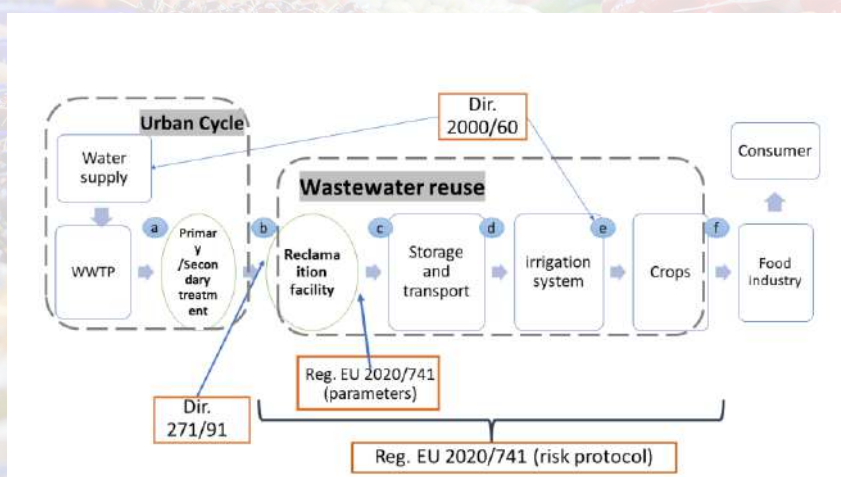 Dir.
2000/60
Urban Cycle
Water
supply
Consumer
Wastewater reuse
a
b
c
d
e
f
WWTP
Primar
y
/Secon
dary
treatm
ent
Reclama
ition
facility
Storage
and
transport
irrigation
system
Crops
Food
industry
Reg. EU 2020/741
(parameters)
Dir.
271/91
Reg. EU 2020/741 (risk protocol)